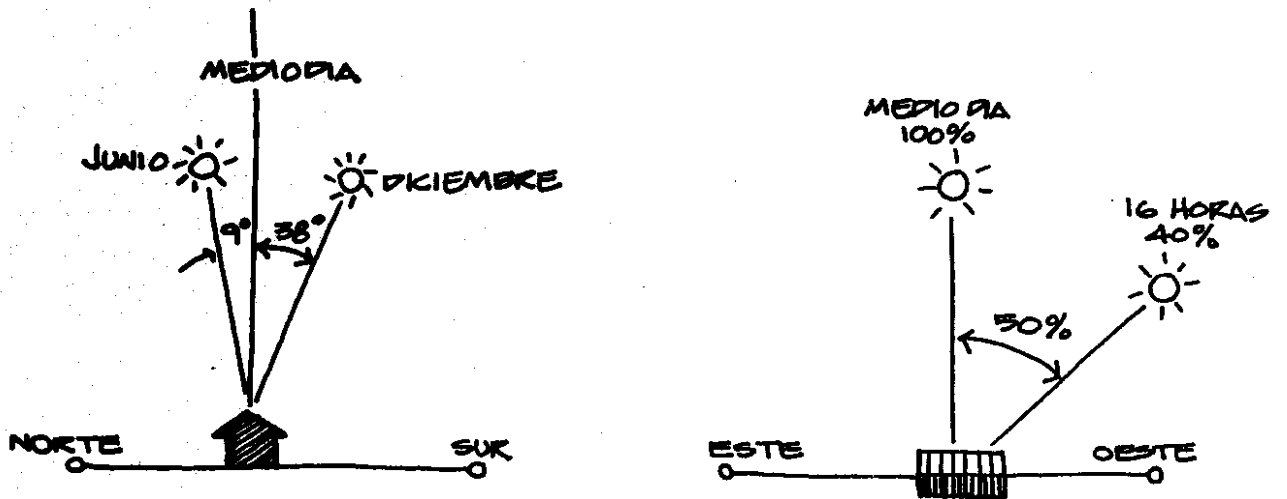 MEDIODIA
JUNIO
DICIEMBRE
9°
38°
NORTE
SUR
MEDIO DIA
100%
16 HORAS
40%
50%
ESTE
OESTE